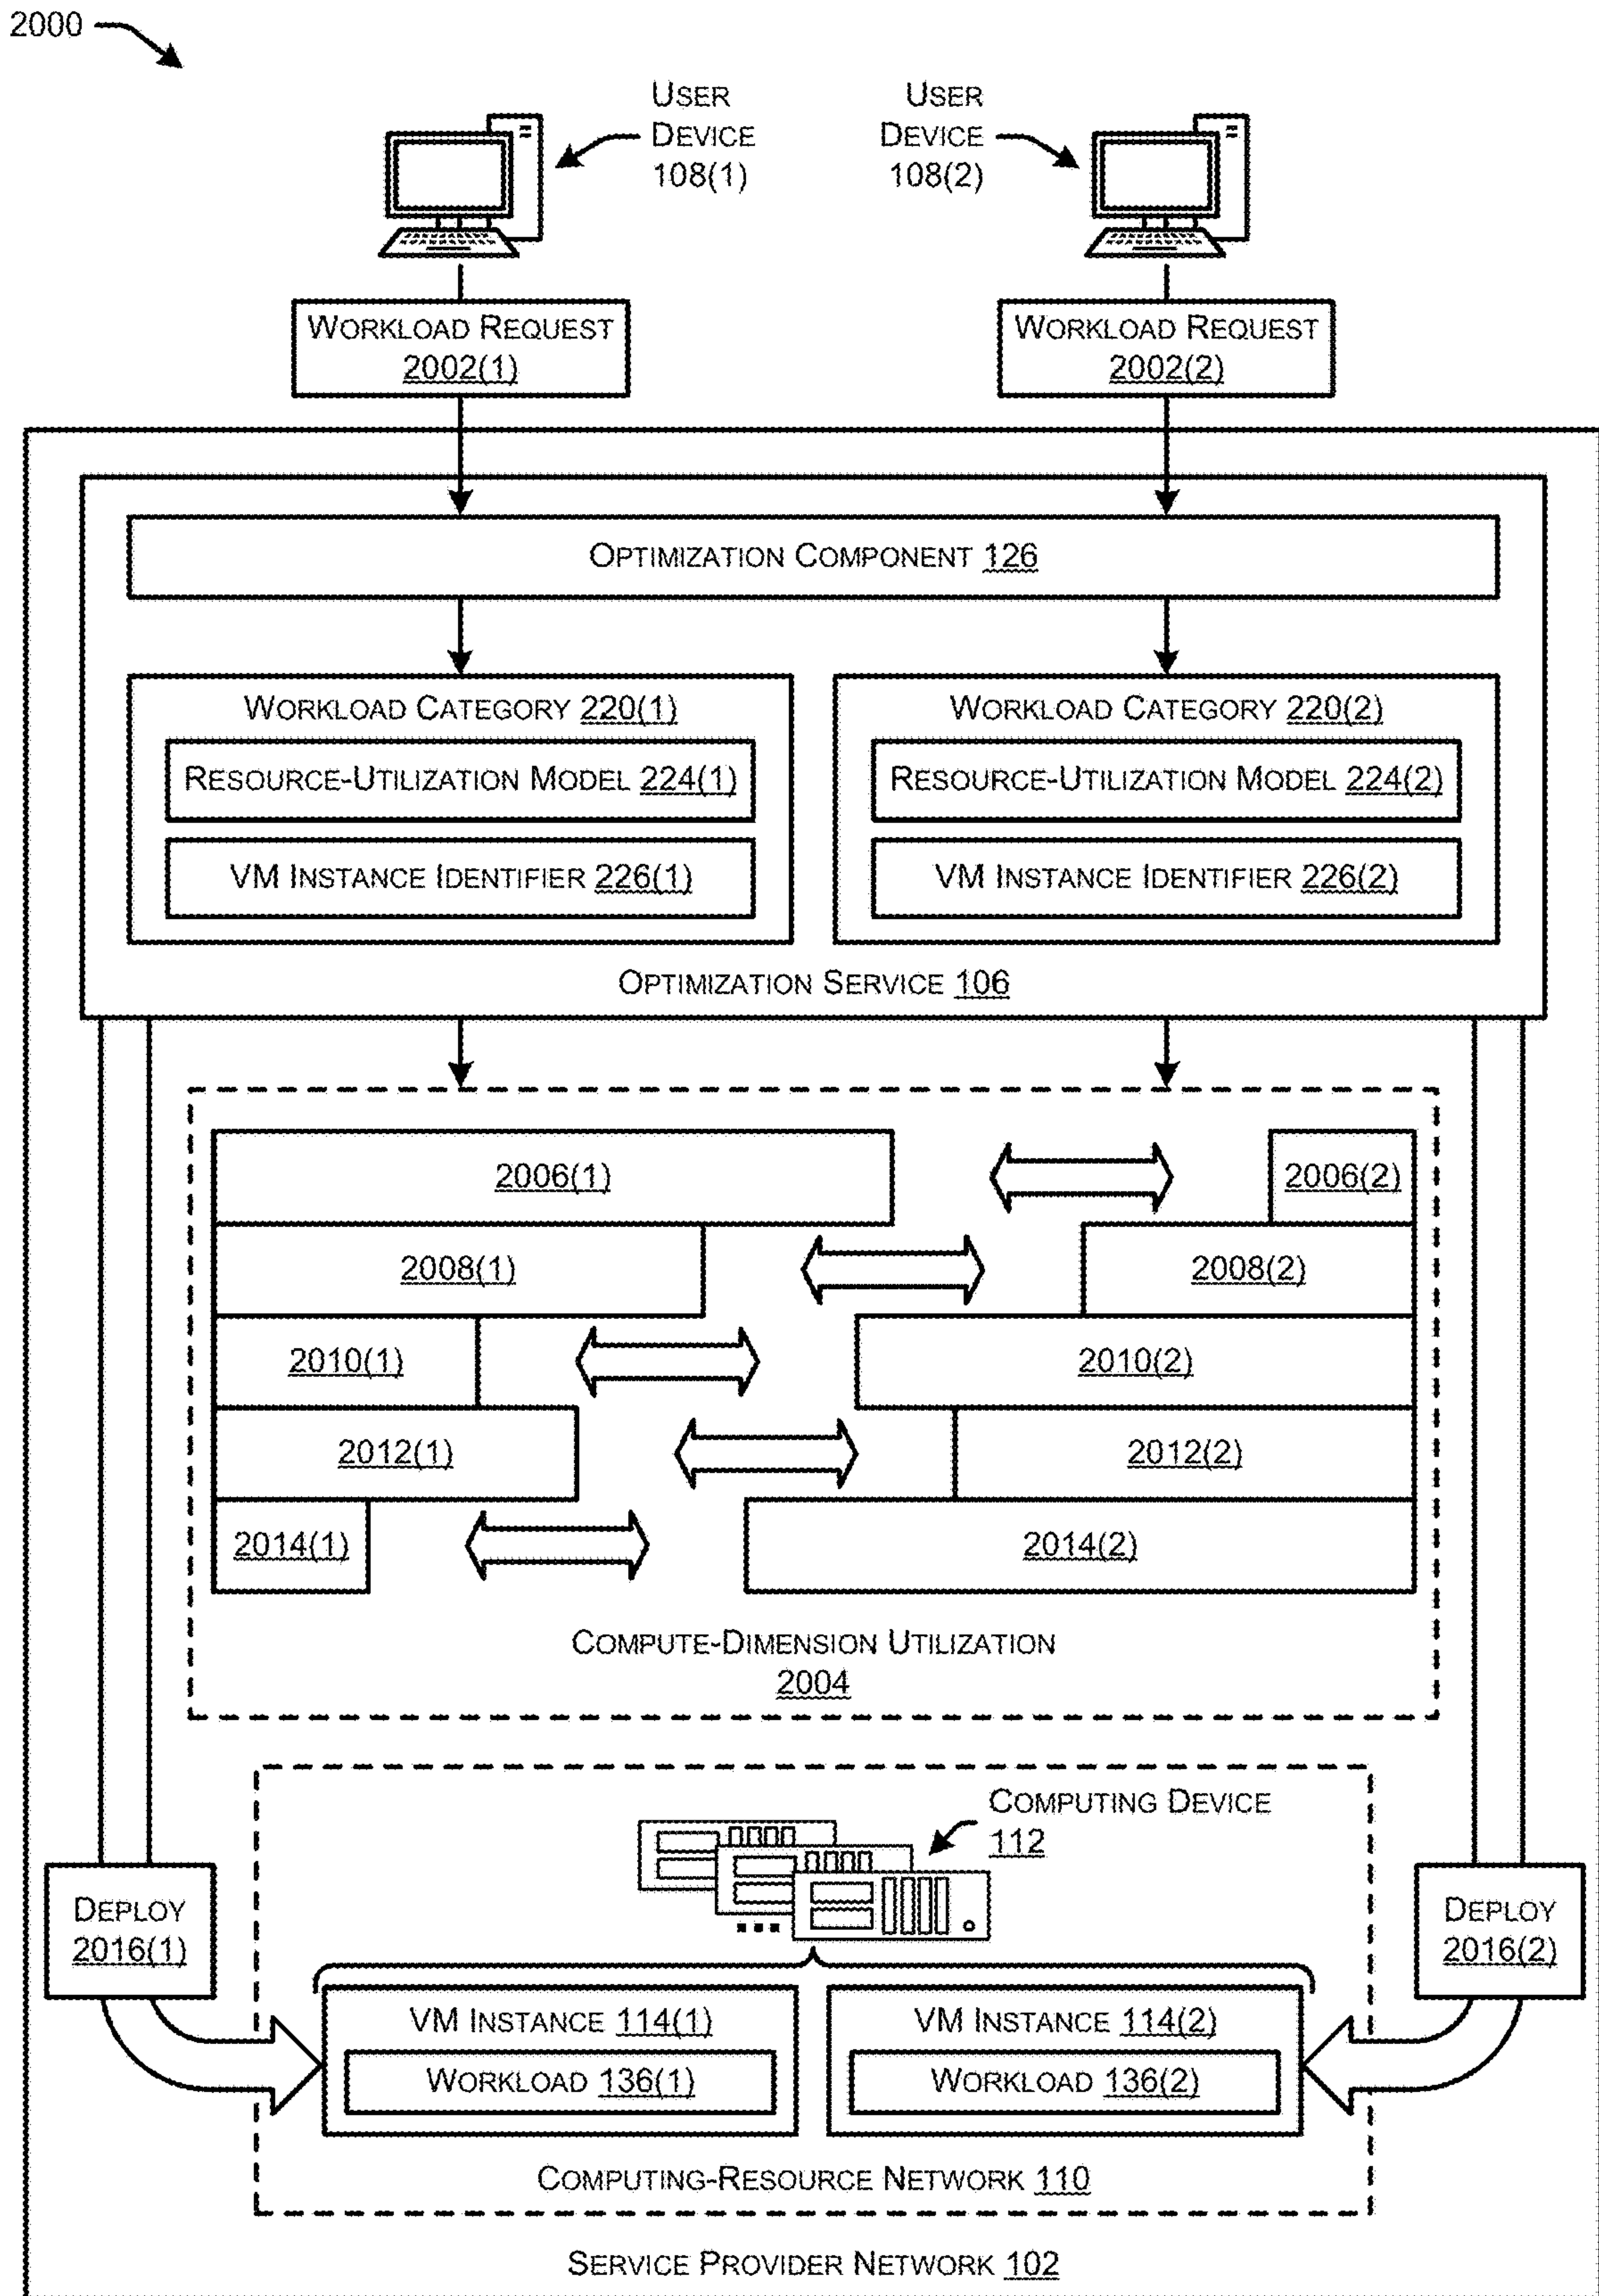 2000
USER
DEVICE
108(1)
USER
DEVICE
108(2)
WORKLOAD REQUEST
2002(1)
WORKLOAD REQUEST
2002(2)
OPTIMIZATION COMPONENT 126
WORKLOAD CATEGORY 220(1)
RESOURCE-UTILIZATION MODEL 224(1)
VM INSTANCE IDENTIFIER 226(1)
WORKLOAD CATEGORY 220(2)
RESOURCE-UTILIZATION MODEL 224(2)
VM INSTANCE IDENTIFIER 226(2)
OPTIMIZATION SERVICE 106
2006(1)
2006(2)
2008(1)
2008(2)
2010(1)
2010(2)
2012(1)
2012(2)
2014(1)
2014(2)
COMPUTE-DIMENSION UTILIZATION
2004
COMPUTING DEVICE
112
DEPLOY
2016(1)
DEPLOY
2016(2)
VM INSTANCE 114(1)
WORKLOAD 136(1)
VM INSTANCE 114(2)
WORKLOAD 136(2)
COMPUTING-RESOURCE NETWORK 110
SERVICE PROVIDER NETWORK 102